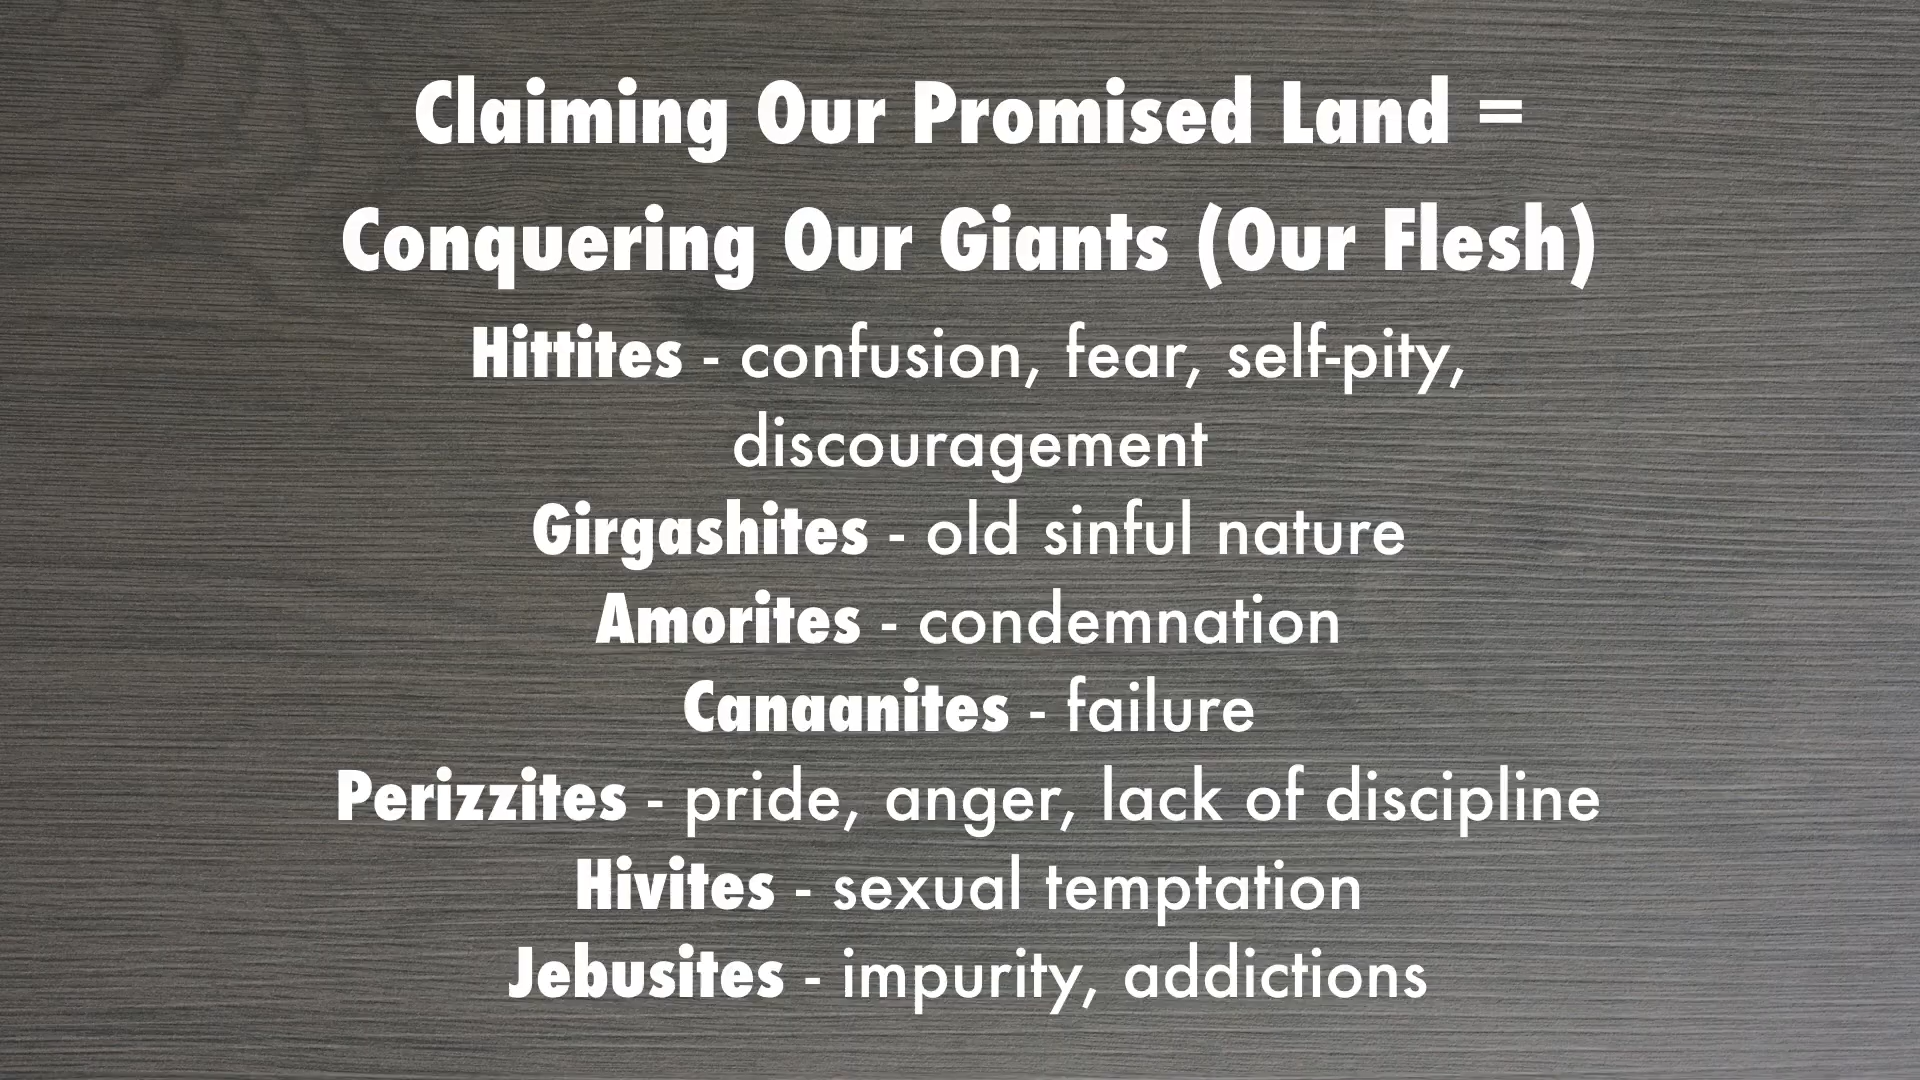 Claiming Our Promised Land =
Conquering Our Giants (Our Flesh)
Hittites - confusion, fear, self-pity,
discouragement
Girgashites - old sinful nature
Amorites - condemnation
Canaanites - failure
Perizzites - pride, anger, lack of discipline
Hivites - sexual temptation
Jebusites - impurity, addictions